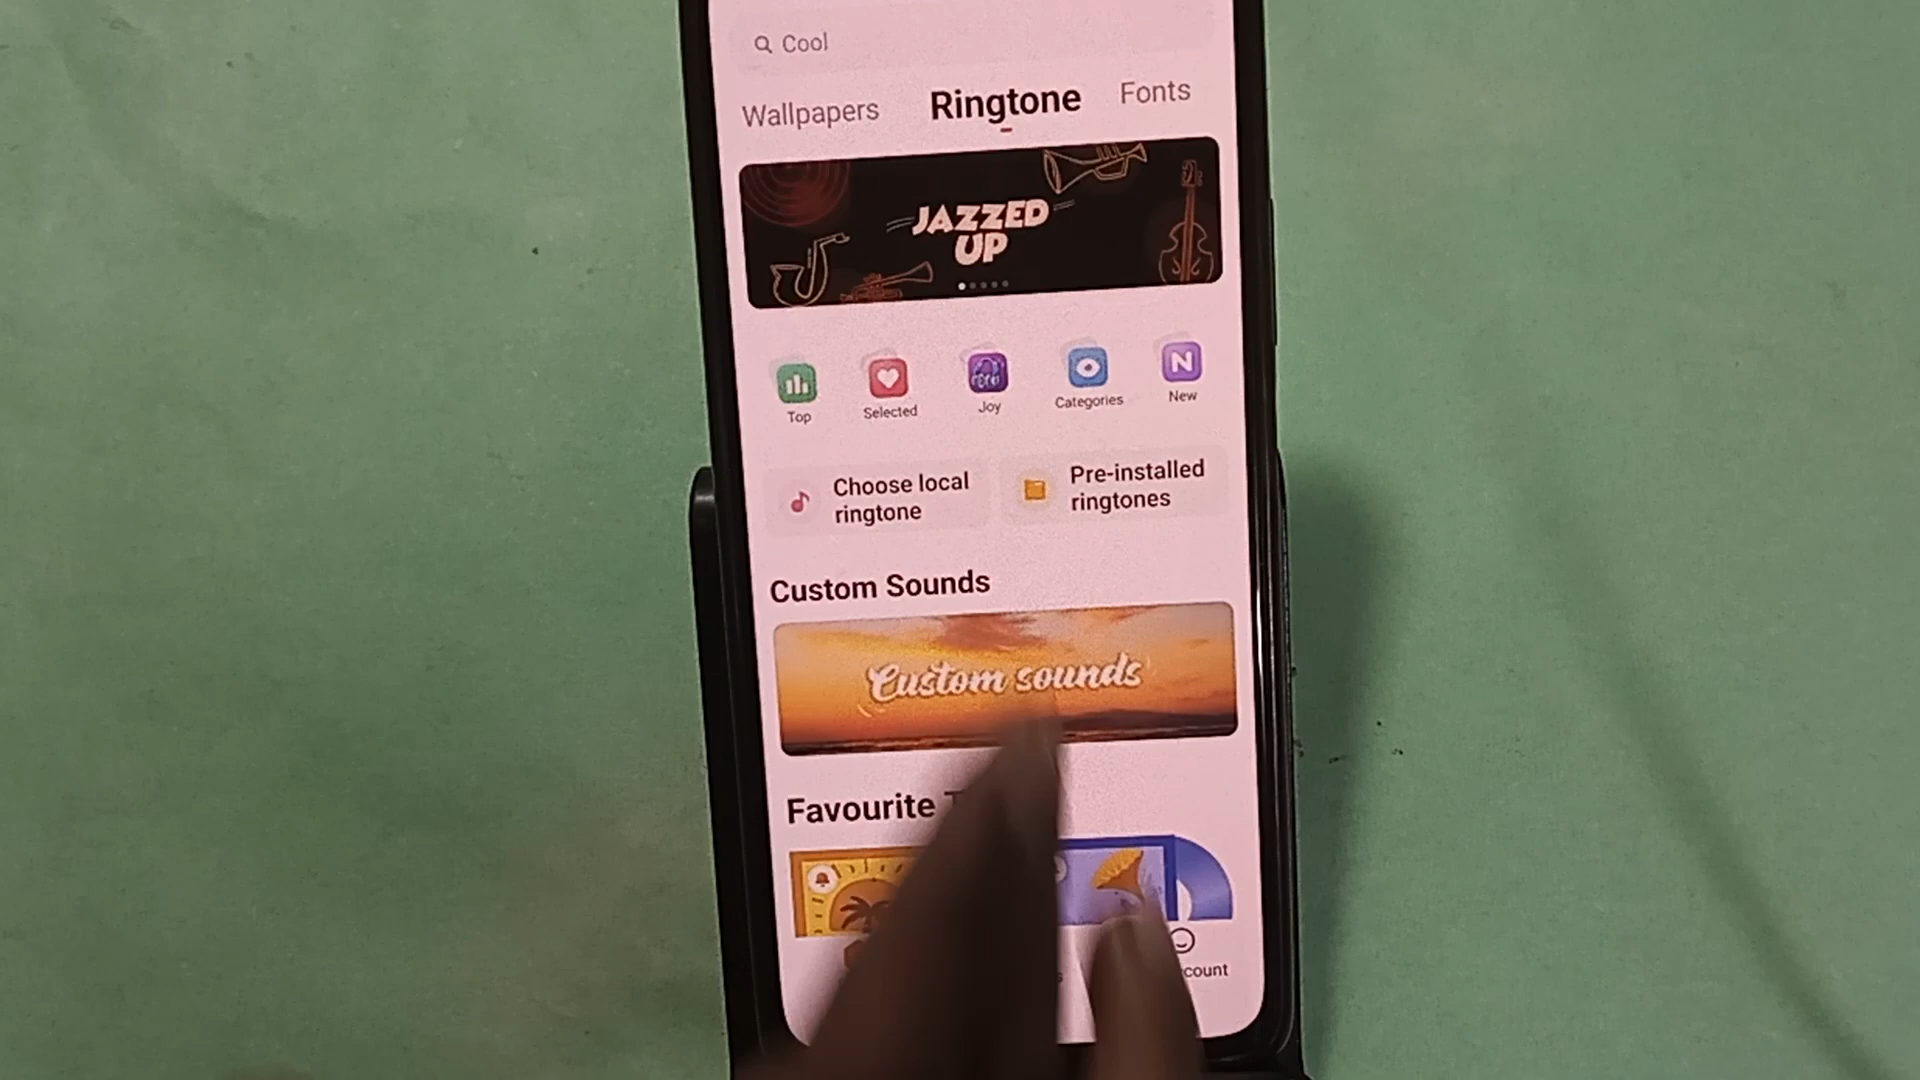 Cool
Wallpapers Ringtone Fonts
JAZZED
UP
Top Selected Joy Categories New
Choose local
ringtone
Pre-installed
ringtones
Custom Sounds
Custom sounds
Favourite
count